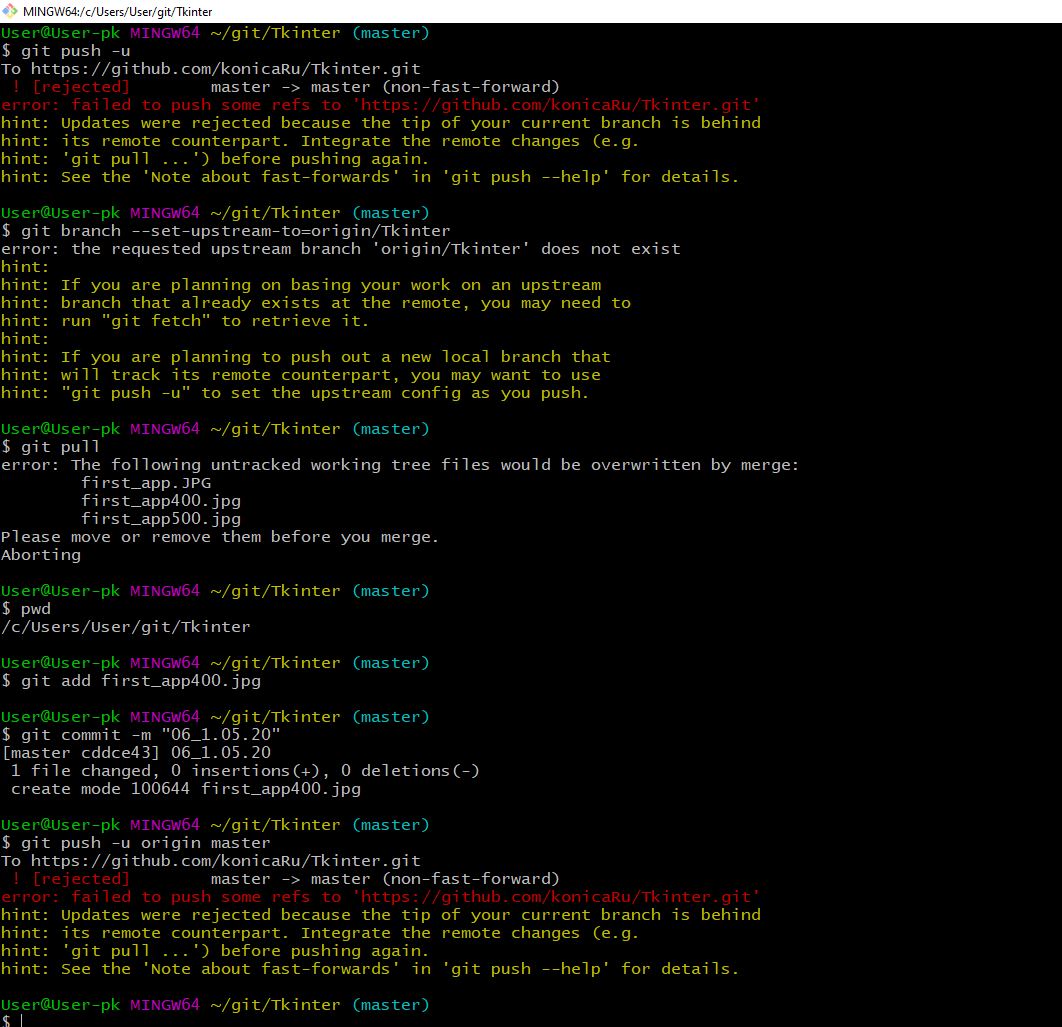 MINGW64:/c/Users/User/git/Tkinter
User@User-pk MINGW64 ~/git/Tkinter (master)
$ git push -u
To https://github.com/konicaRu/Tkinter.git
 ! [rejected]        master -> master (non-fast-forward)
error: failed to push some refs to 'https://github.com/konicaRu/Tkinter.git'
hint: Updates were rejected because the tip of your current branch is behind
hint: its remote counterpart. Integrate the remote changes (e.g.
hint: 'git pull ...') before pushing again.
hint: See the 'Note about fast-forwards' in 'git push --help' for details.
User@User-pk MINGW64 ~/git/Tkinter (master)
$ git branch --set-upstream-to=origin/Tkinter
error: the requested upstream branch 'origin/Tkinter' does not exist
hint:
hint: If you are planning on basing your work on an upstream
hint: branch that already exists at the remote, you may need to
hint: run "git fetch" to retrieve it.
hint:
hint: If you are planning to push out a new local branch that
hint: will track its remote counterpart, you may want to use
hint: "git push -u" to set the upstream config as you push.
User@User-pk MINGW64 ~/git/Tkinter (master)
$ git pull
error: The following untracked working tree files would be overwritten by merge:
        first_app.JPG
        first_app400.jpg
        first_app500.jpg
Please move or remove them before you merge.
Aborting
User@User-pk MINGW64 ~/git/Tkinter (master)
$ pwd
/c/Users/User/git/Tkinter
User@User-pk MINGW64 ~/git/Tkinter (master)
$ git add first_app400.jpg
User@User-pk MINGW64 ~/git/Tkinter (master)
$ git commit -m "06_1.05.20"
[master cddce43] 06_1.05.20
 1 file changed, 0 insertions(+), 0 deletions(-)
 create mode 100644 first_app400.jpg
User@User-pk MINGW64 ~/git/Tkinter (master)
$ git push -u origin master
To https://github.com/konicaRu/Tkinter.git
 ! [rejected]        master -> master (non-fast-forward)
error: failed to push some refs to 'https://github.com/konicaRu/Tkinter.git'
hint: Updates were rejected because the tip of your current branch is behind
hint: its remote counterpart. Integrate the remote changes (e.g.
hint: 'git pull ...') before pushing again.
hint: See the 'Note about fast-forwards' in 'git push --help' for details.
User@User-pk MINGW64 ~/git/Tkinter (master)
$